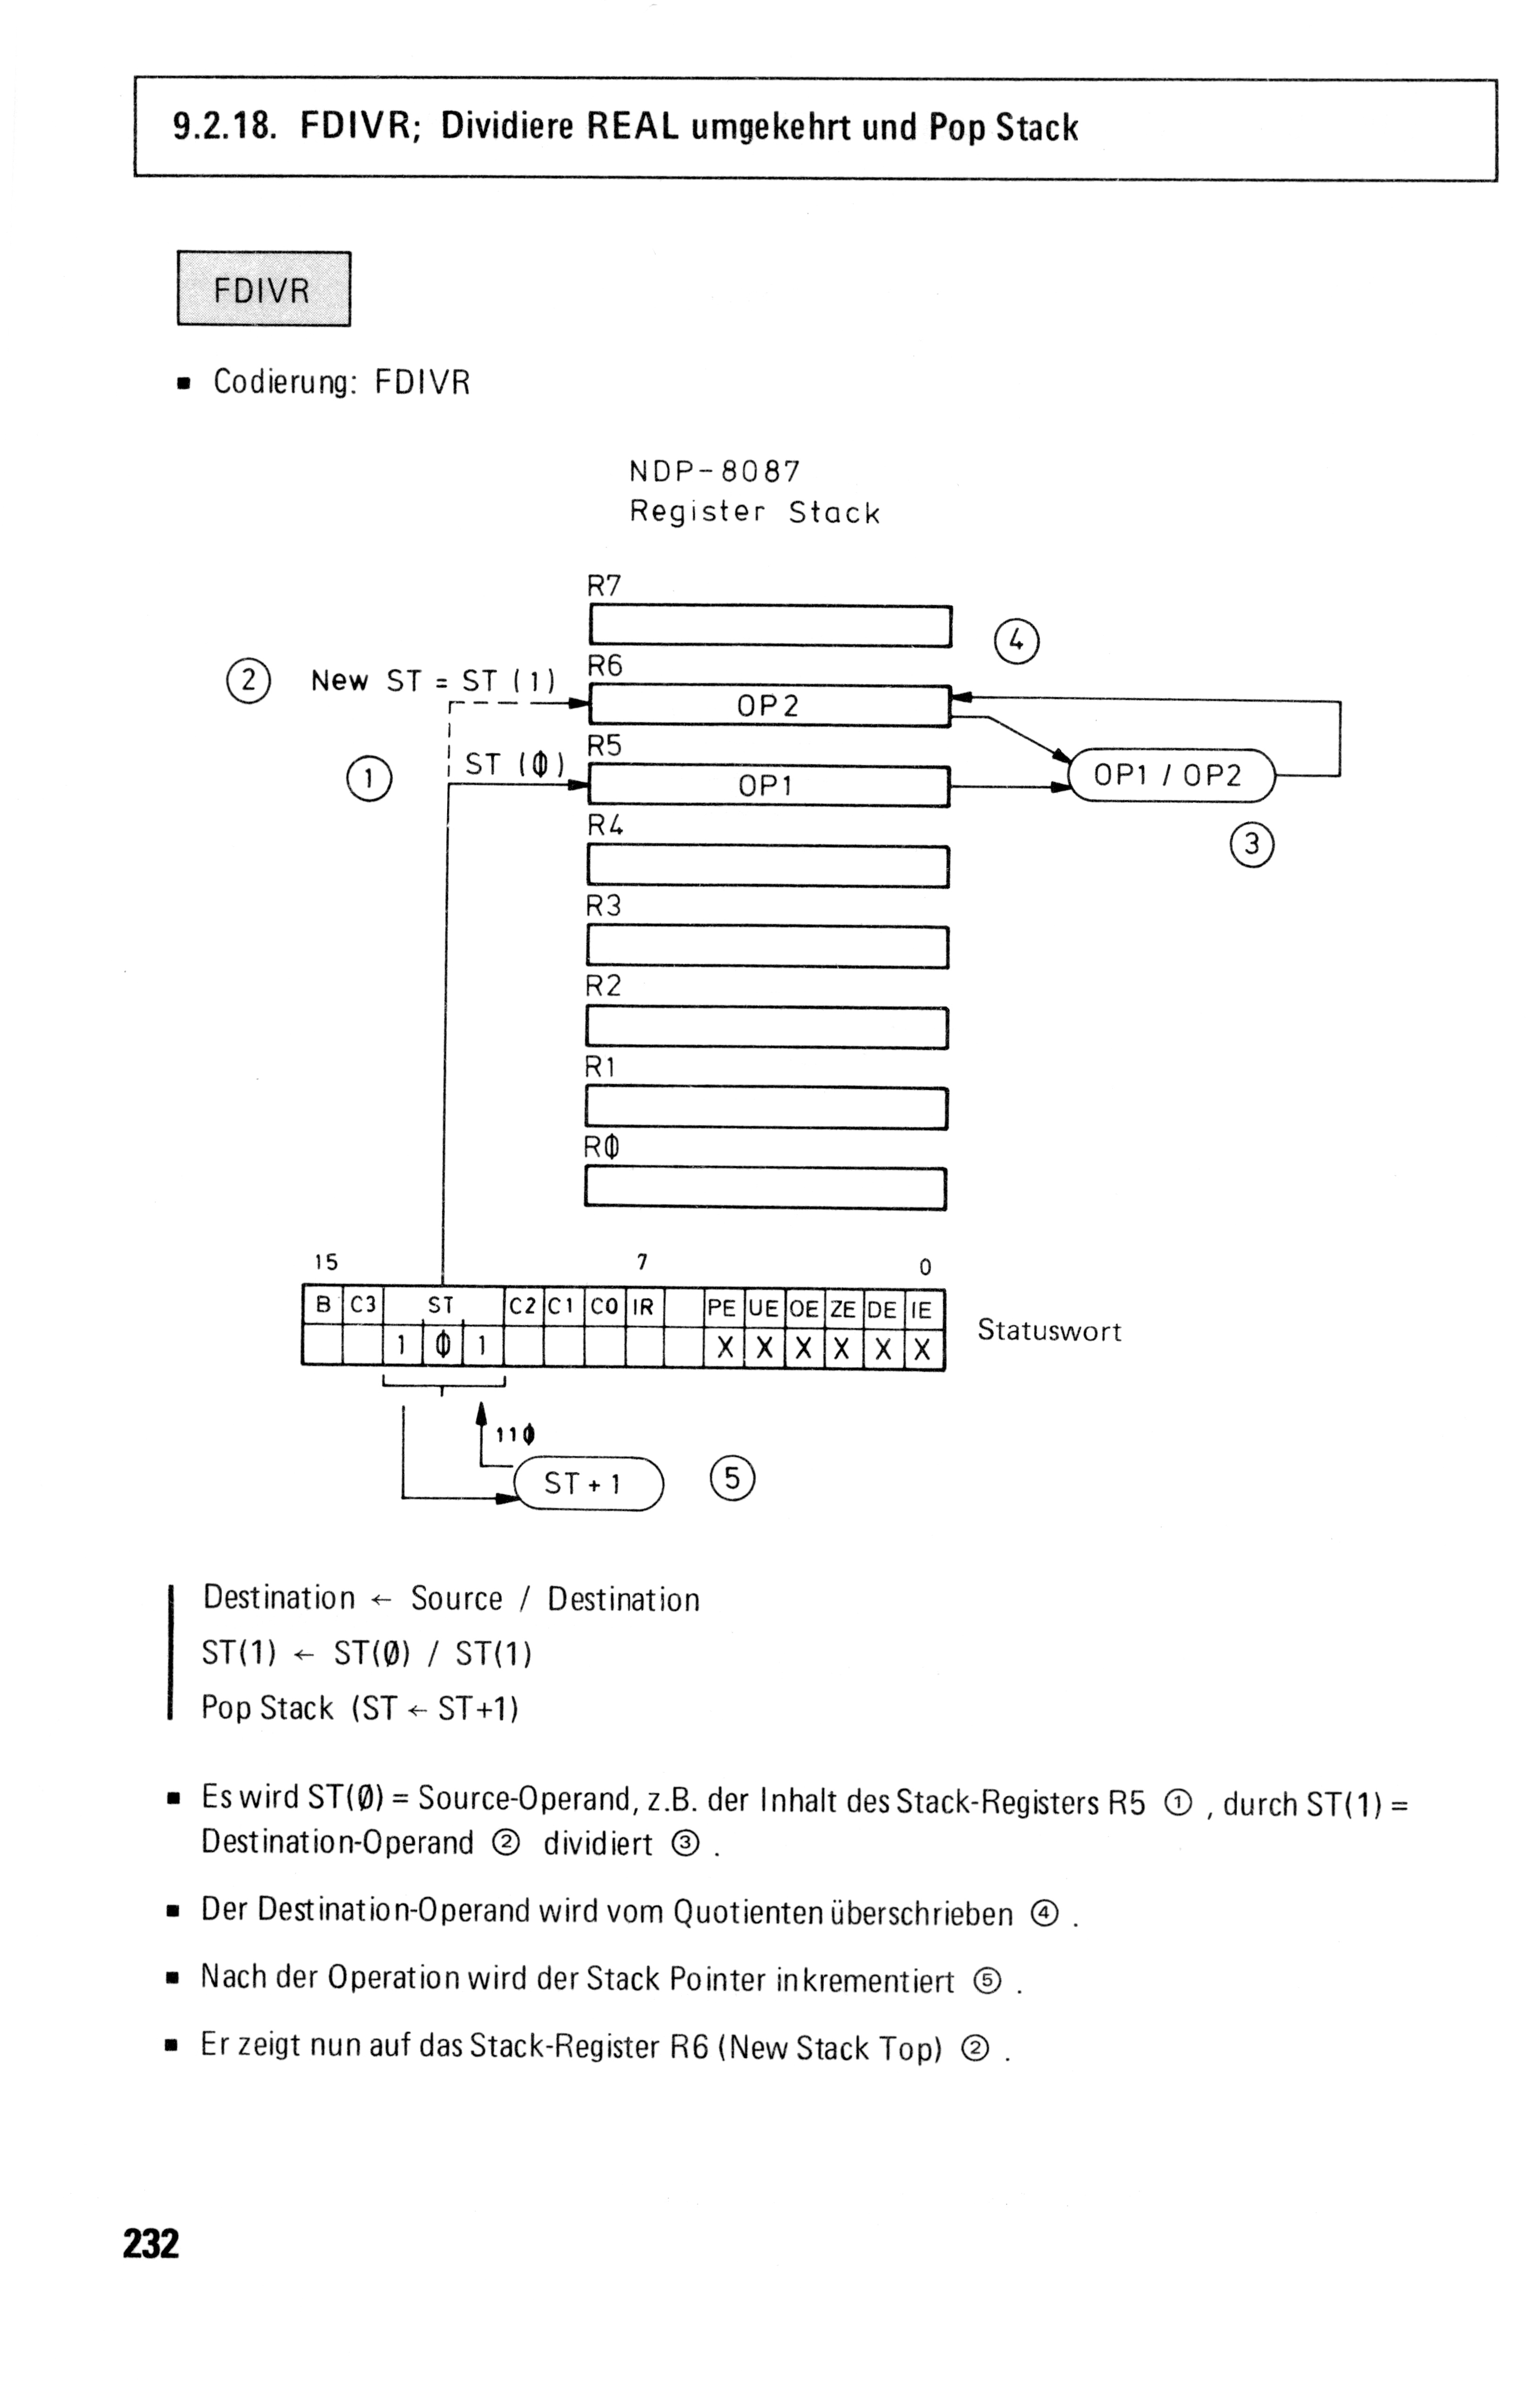 9.2.18. FDIVR; Dividiere REAL umgekehrt und Pop Stack
FDIVR
▪ Codierung: FDIVR
NDP-8087
Register Stack
R7
④
② New ST = ST (1)
R6
OP2
① ST (0)
R5
OP1
OP1 / OP2
③
R4
R3
R2
R1
R0
15 7 0
B C3 ST C2 C1 C0 IR PE UE OE ZE DE IE
1 0 1 X X X X X X
Statuswort
110
ST + 1
⑤
Destination ← Source / Destination
ST(1) ← ST(Ø) / ST(1)
Pop Stack (ST ← ST+1)
▪ Es wird ST(Ø) = Source-Operand, z.B. der Inhalt des Stack-Registers R5 ① , durch ST(1) =
Destination-Operand ② dividiert ③ .
▪ Der Destination-Operand wird vom Quotienten überschrieben ④ .
▪ Nach der Operation wird der Stack Pointer inkrementiert ⑤ .
▪ Er zeigt nun auf das Stack-Register R6 (New Stack Top) ② .
232